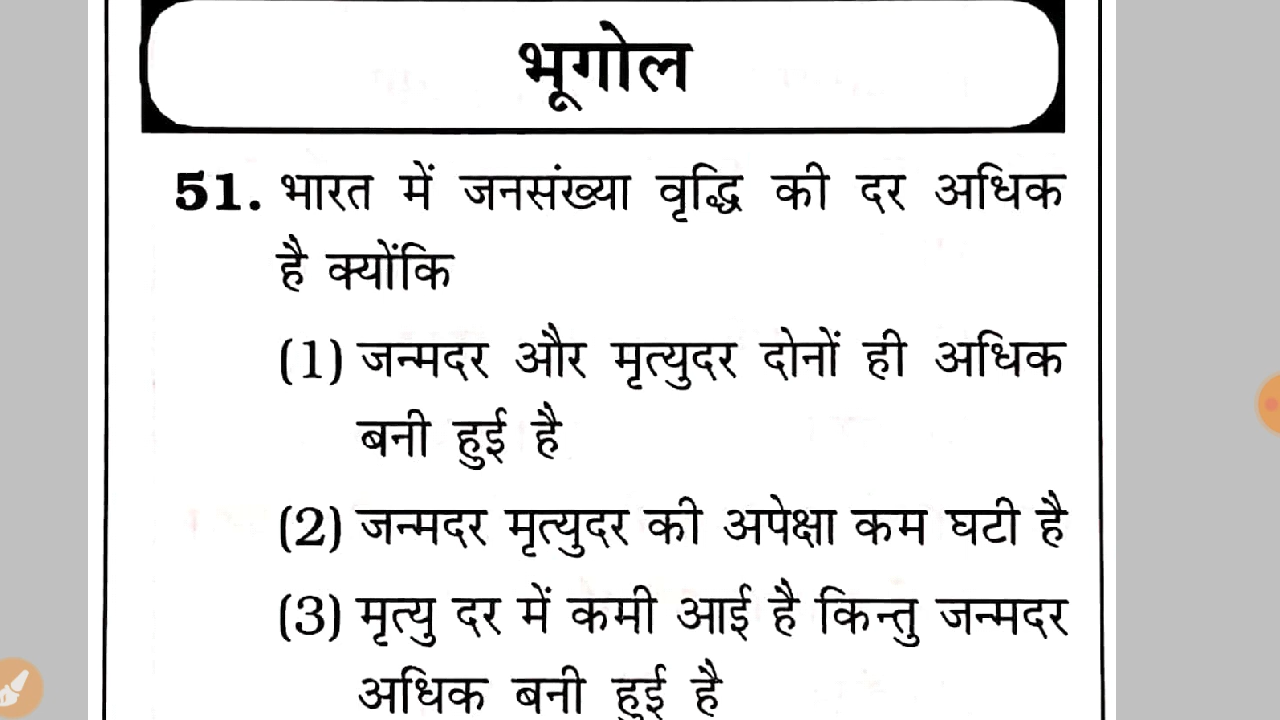 भूगोल
51. भारत में जनसंख्या वृद्धि की दर अधिक
है क्योंकि
(1) जन्मदर और मृत्युदर दोनों ही अधिक
बनी हुई है
(2) जन्मदर मृत्युदर की अपेक्षा कम घटी है
(3) मृत्यु दर में कमी आई है किन्तु जन्मदर
अधिक बनी हुई है